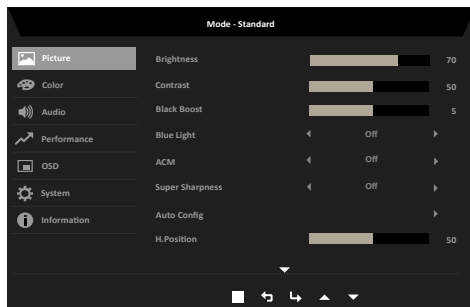 Mode - Standard
Picture
Brightness 70
Color
Contrast 50
Audio
Black Boost 5
Performance
Blue Light Off
OSD
ACM Off
System
Super Sharpness Off
Information
Auto Config
H.Position 50